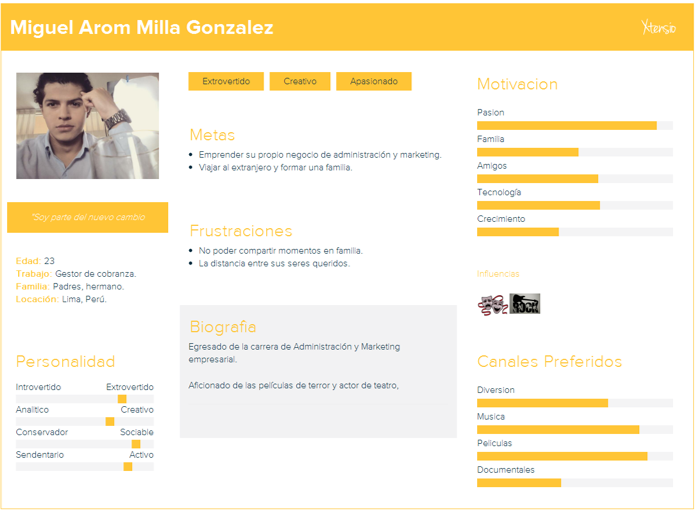 Miguel Arom Milla Gonzalez
Xtensio
Extrovertido
Creativo
Apasionado
"Soy parte del nuevo cambio
Edad: 23
Trabajo: Gestor de cobranza.
Familia: Padres, hermano.
Locación: Lima, Perú.
Personalidad
Introvertido Extrovertido
Analítico Creativo
Conservador Sociable
Sendentario Activo
Metas
Emprender su propio negocio de administración y marketing.
Viajar al extranjero y formar una familia.
Frustraciones
No poder compartir momentos en familia.
La distancia entre sus seres queridos.
Biografia
Egresado de la carrera de Administración y Marketing
empresarial.
Aficionado de las películas de terror y actor de teatro,
Motivacion
Pasion
Familia
Amigos
Tecnología
Crecimiento
Influencias
ROCK
Canales Preferidos
Diversion
Musica
Peliculas
Documentales